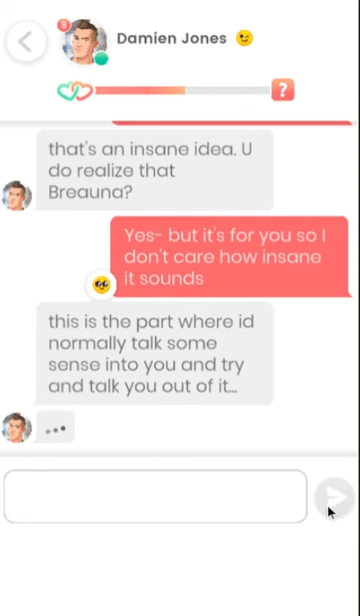 9
Damien Jones 😉
?
that's an insane idea. U
do realize that
Breauna?
Yes- but it's for you so I
don't care how insane
it sounds
this is the part where id
normally talk some
sense into you and try
and talk you out of it...
...